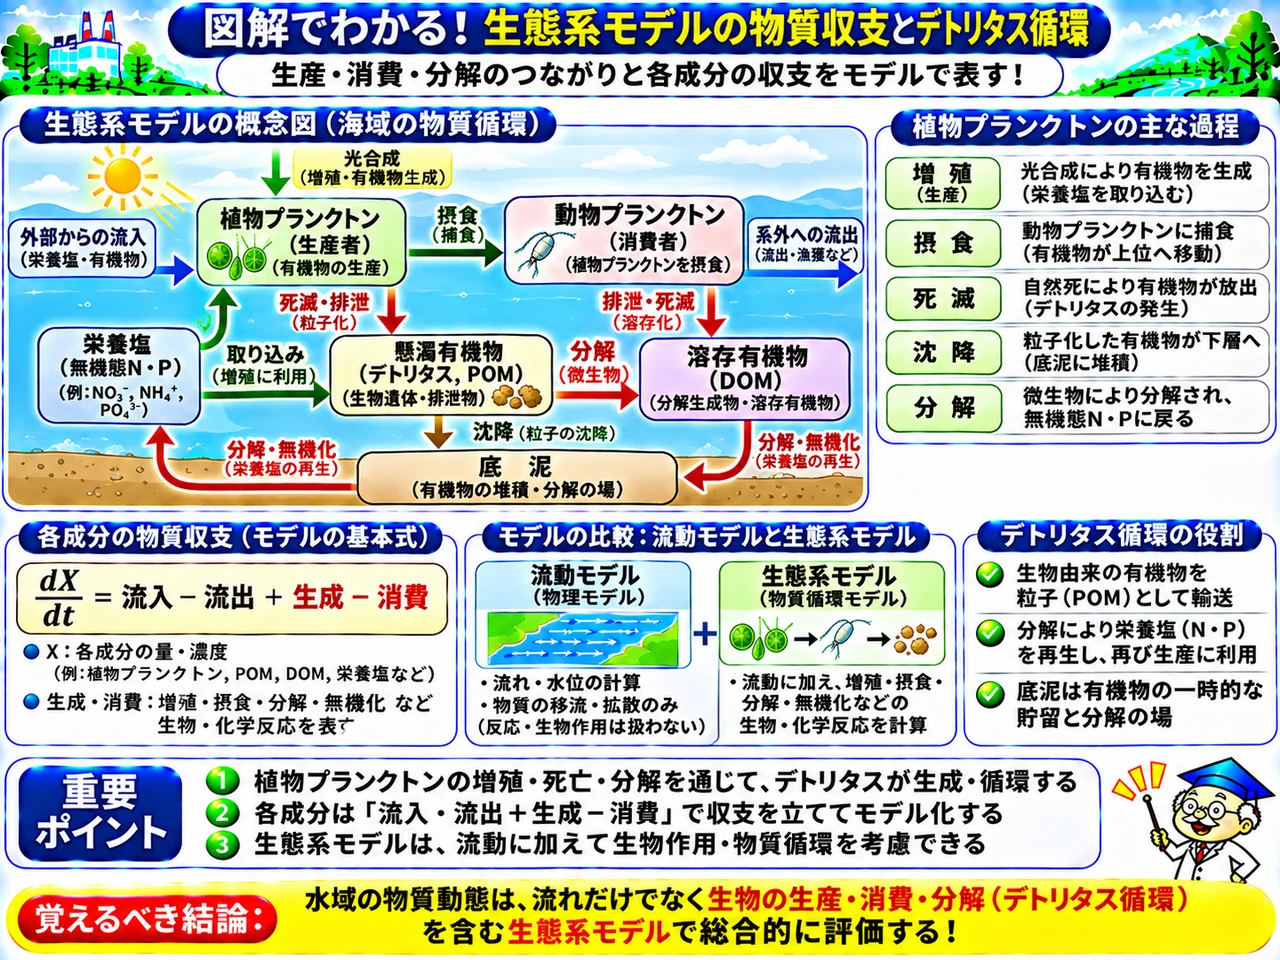 図解でわかる！生態系モデルの物質収支とデトリタス循環
生産・消費・分解のつながりと各成分の収支をモデルで表す！
生態系モデルの概念図（海域の物質循環）
光合成
（増殖・有機物生成）
外部からの流入
（栄養塩・有機物）
植物プランクトン
（生産者）
（有機物の生産）
摂食
（捕食）
動物プランクトン
（消費者）
（植物プランクトンを摂食）
系外への流出
（流出・漁獲など）
死滅・排泄
（粒子化）
排泄・死滅
（溶存化）
栄養塩
（無機態N・P）
（例：NO₃⁻, NH₄⁺,
PO₄³⁻）
取り込み
（増殖に利用）
懸濁有機物
（デトリタス, POM）
（生物遺体・排泄物）
分解
（微生物）
溶存有機物
（DOM）
（分解生成物・溶存有機物）
沈降（粒子の沈降）
分解・無機化
（栄養塩の再生）
分解・無機化
（栄養塩の再生）
底　泥
（有機物の堆積・分解の場）
植物プランクトンの主な過程
増　殖
（生産）
光合成により有機物を生成
（栄養塩を取り込む）
摂　食
動物プランクトンに捕食
（有機物が上位へ移動）
死　滅
自然死により有機物が放出
（デトリタスの発生）
沈　降
粒子化した有機物が下層へ
（底泥に堆積）
分　解
微生物により分解され、
無機態N・Pに戻る
各成分の物質収支（モデルの基本式）
dX/dt = 流入 − 流出 + 生成 − 消費
X：各成分の量・濃度
（例：植物プランクトン, POM, DOM, 栄養塩など）
生成・消費：増殖・摂食・分解・無機化 など
生物・化学反応を表
モデルの比較：流動モデルと生態系モデル
流動モデル
（物理モデル）
+
生態系モデル
（物質循環モデル）
・流れ・水位の計算
・物質の移流・拡散のみ
（反応・生物作用は扱わない）
・流動に加え、増殖・摂食・
分解・無機化などの
生物・化学反応を計算
デトリタス循環の役割
生物由来の有機物を
粒子（POM）として輸送
分解により栄養塩（N・P）
を再生し、再び生産に利用
底泥は有機物の一時的な
貯留と分解の場
重要
ポイント
1 植物プランクトンの増殖・死亡・分解を通じて、デトリタスが生成・循環する
2 各成分は「流入・流出＋生成−消費」で収支を立ててモデル化する
3 生態系モデルは、流動に加えて生物作用・物質循環を考慮できる
覚えるべき結論：
水域の物質動態は、流れだけでなく生物の生産・消費・分解（デトリタス循環）
を含む生態系モデルで総合的に評価する！